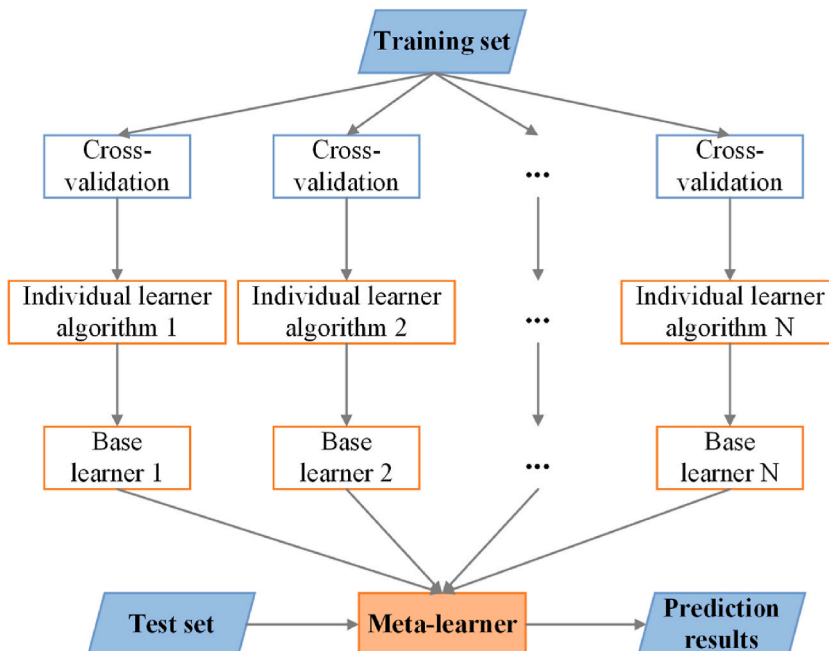 Training set
Cross-
validation
Cross-
validation
...
Cross-
validation
Individual learner
algorithm 1
Individual learner
algorithm 2
...
Individual learner
algorithm N
Base
learner 1
Base
learner 2
...
Base
learner N
Test set
Meta-learner
Prediction
results